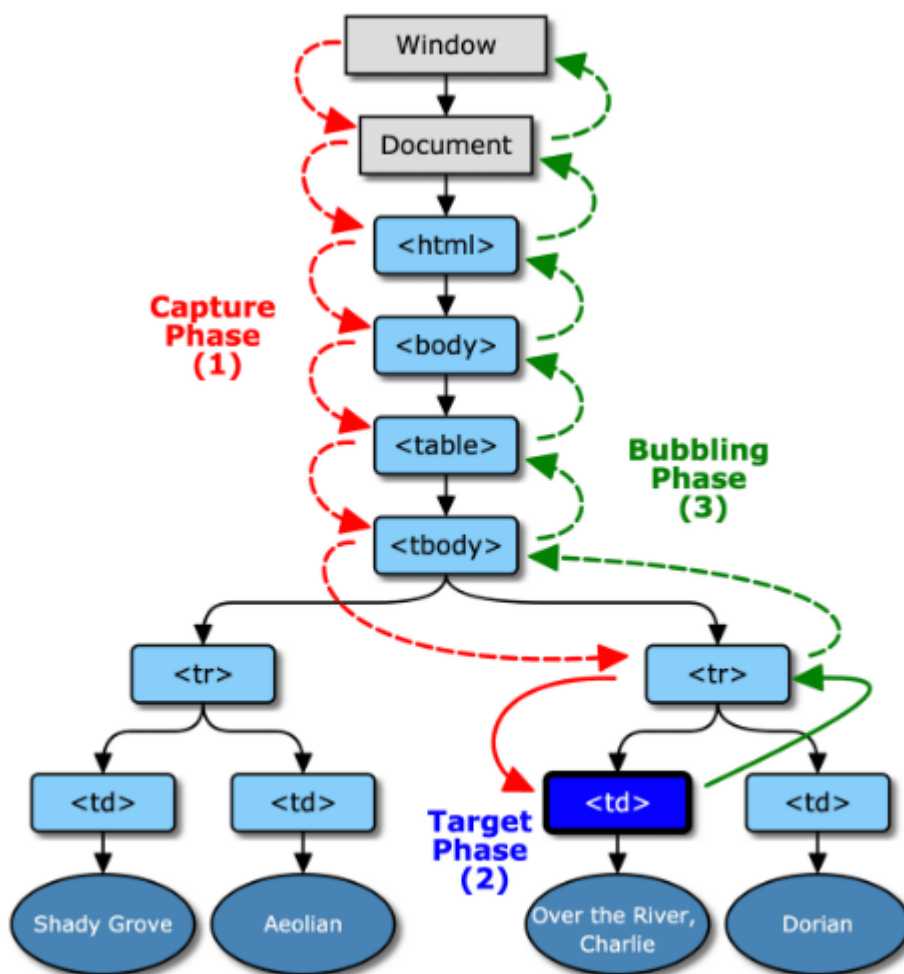 Window
Document
<html>
Capture
Phase
(1)
<body>
<table>
Bubbling
Phase
(3)
<tbody>
<tr>
<tr>
<td>
<td>
<td>
<td>
Target
Phase
(2)
Shady Grove
Aeolian
Over the River,
Charlie
Dorian